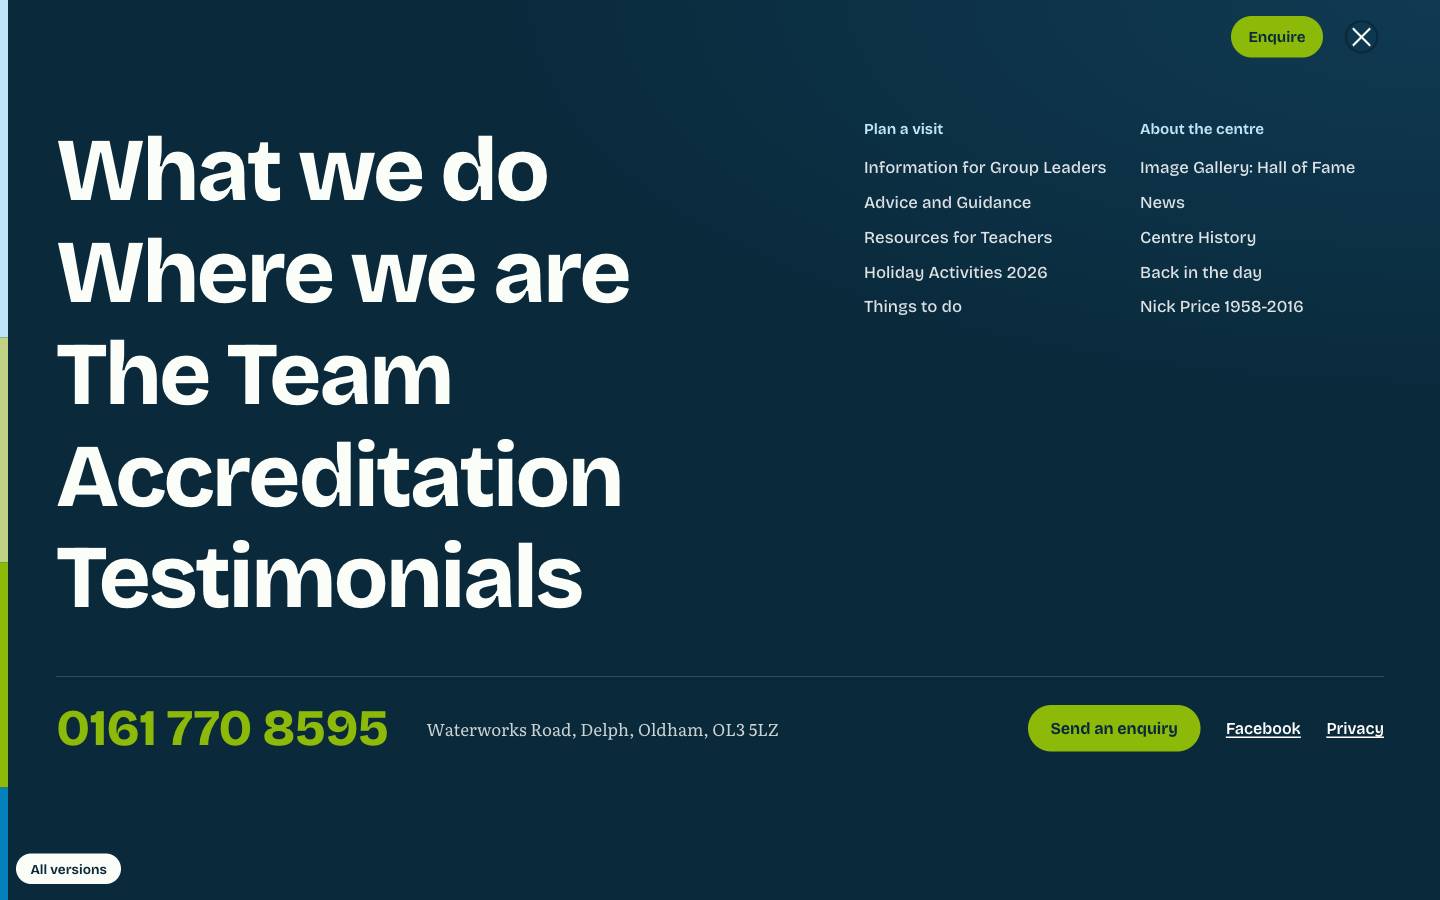 Enquire
What we do
Where we are
The Team
Accreditation
Testimonials
Plan a visit
Information for Group Leaders
Advice and Guidance
Resources for Teachers
Holiday Activities 2026
Things to do
About the centre
Image Gallery: Hall of Fame
News
Centre History
Back in the day
Nick Price 1958-2016
0161 770 8595
Waterworks Road, Delph, Oldham, OL3 5LZ
Send an enquiry
Facebook
Privacy
All versions